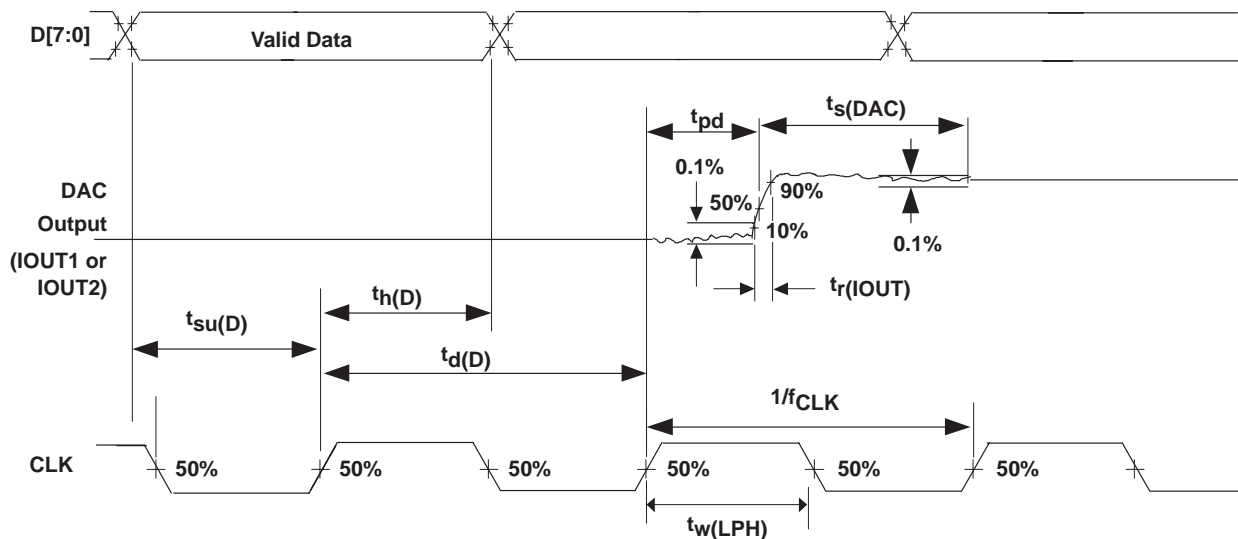 D[7:0]
Valid Data
tpd
ts(DAC)
0.1%
DAC
Output
(IOUT1 or
IOUT2)
50%
90%
10%
0.1%
tr(IOUT)
th(D)
tsu(D)
td(D)
1/fCLK
CLK
50%
50%
50%
50%
50%
50%
tw(LPH)